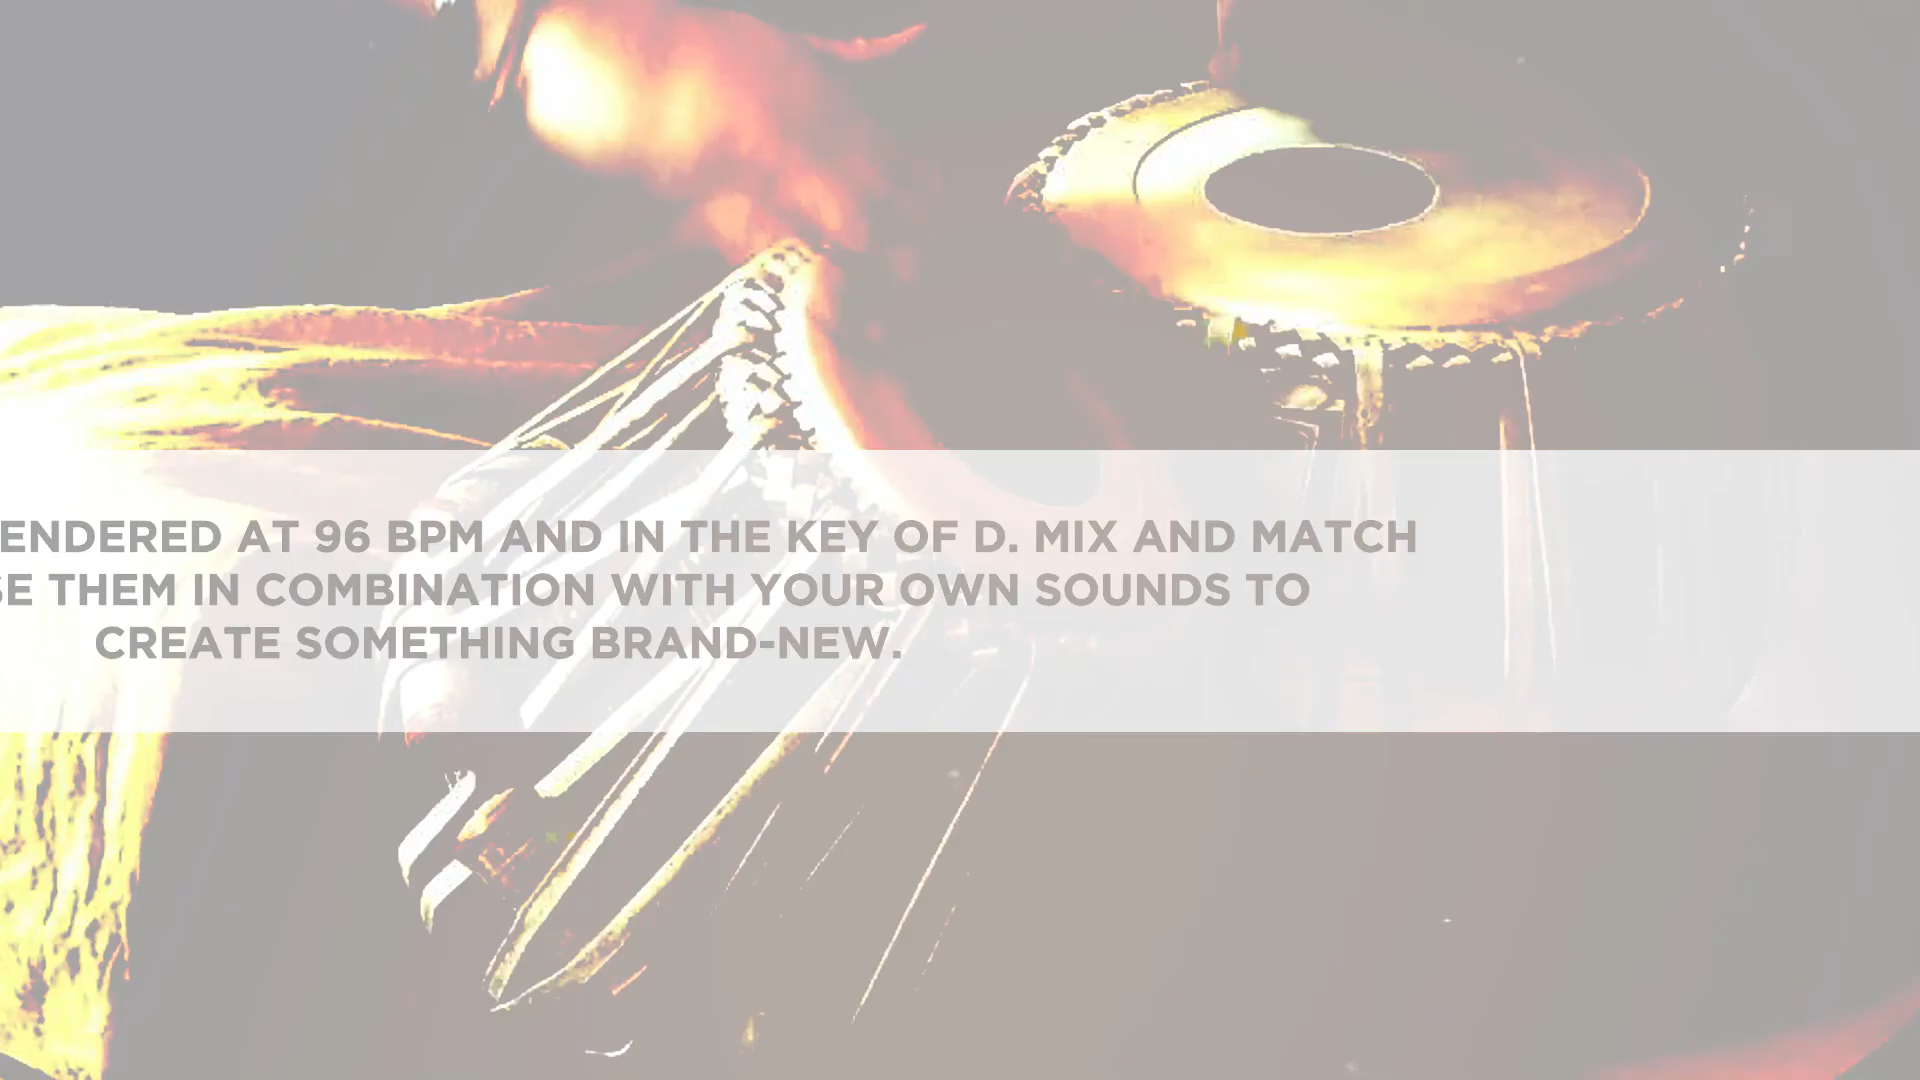 ENDERED AT 96 BPM AND IN THE KEY OF D. MIX AND MATCH
SE THEM IN COMBINATION WITH YOUR OWN SOUNDS TO
CREATE SOMETHING BRAND-NEW.